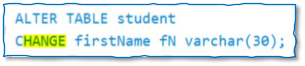 ALTER TABLE student
CHANGE firstName fN varchar(30);